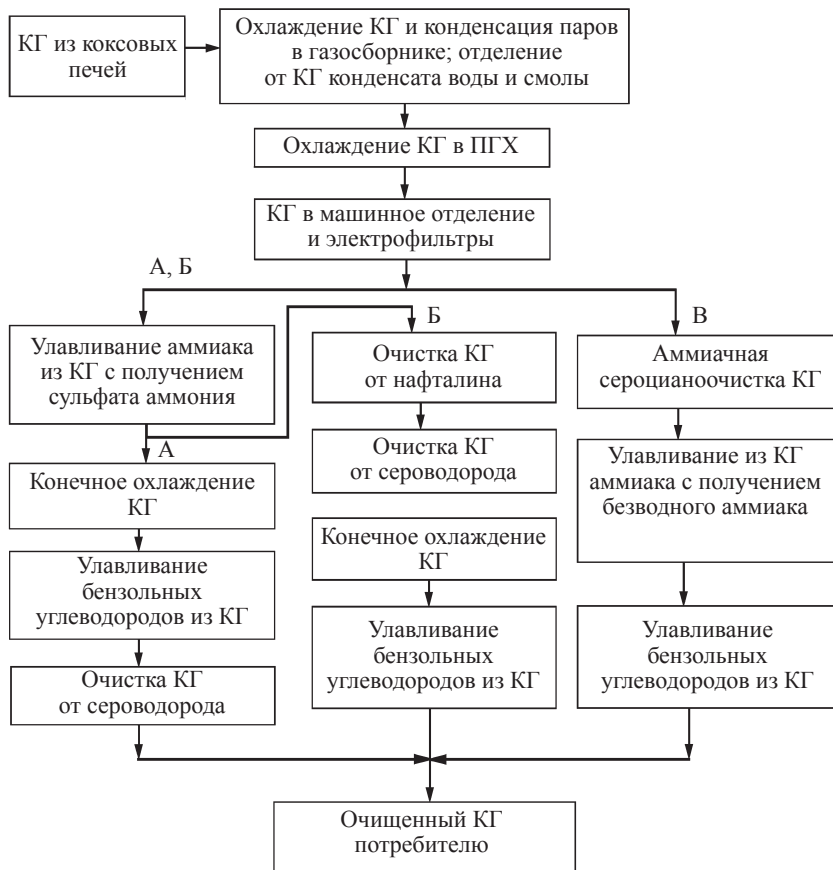 КГ из коксовых
печей
Охлаждение КГ и конденсация паров
в газосборнике; отделение
от КГ конденсата воды и смолы
Охлаждение КГ в ПГХ
КГ в машинное отделение
и электрофильтры
А, Б
Б
В
Улавливание аммиака
из КГ с получением
сульфата аммония
Очистка КГ
от нафталина
Аммиачная
сероцианоочистка КГ
А
Очистка КГ
от сероводорода
Улавливание из КГ
аммиака с получением
безводного аммиака
Конечное охлаждение
КГ
Конечное охлаждение
КГ
Улавливание
бензольных
углеводородов из КГ
Улавливание
бензольных
углеводородов из КГ
Улавливание
бензольных
углеводородов из КГ
Очистка КГ
от сероводорода
Очищенный КГ
потребителю